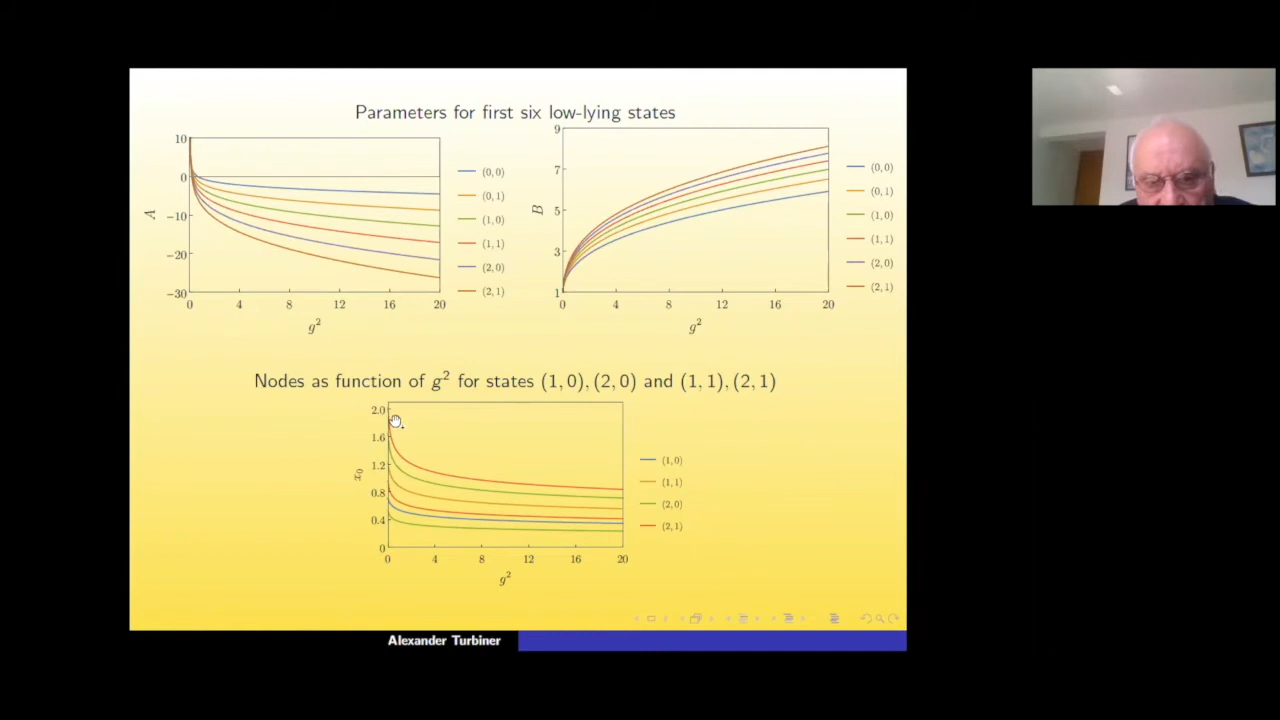 Parameters for first six low-lying states
10
0
−10
−20
−30
A
0 4 8 12 16 20
g²
(0,0)
(0,1)
(1,0)
(1,1)
(2,0)
(2,1)
9
7
5
3
1
B
0 4 8 12 16 20
g²
(0,0)
(0,1)
(1,0)
(1,1)
(2,0)
(2,1)
Nodes as function of g² for states (1,0),(2,0) and (1,1),(2,1)
2.0
1.6
1.2
0.8
0.4
0
x₀
0 4 8 12 16 20
g²
(1,0)
(1,1)
(2,0)
(2,1)
Alexander Turbiner